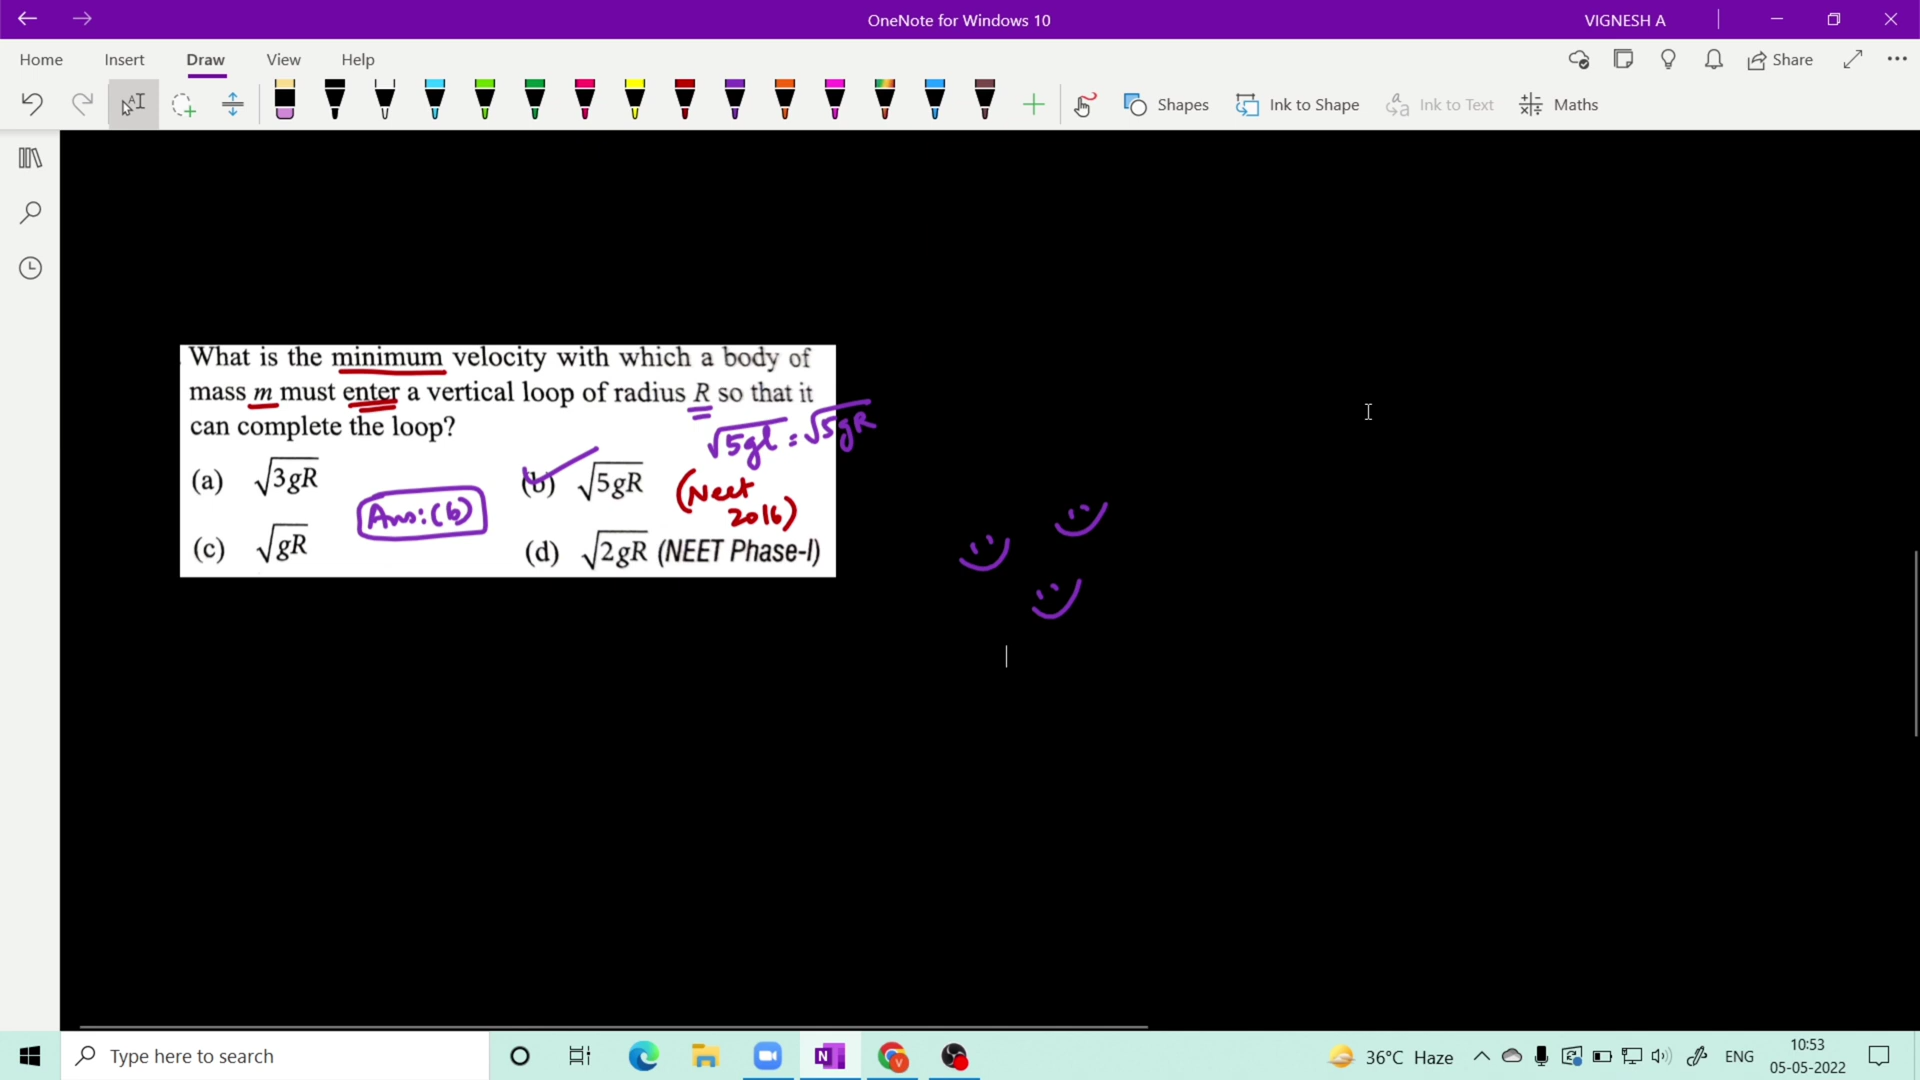 OneNote for Windows 10
VIGNESH A
Home Insert Draw View Help
Share
Shapes Ink to Shape Ink to Text Maths
What is the minimum velocity with which a body of
mass m must enter a vertical loop of radius R so that it
can complete the loop?
√5gl = √5gR
(a) √3gR (b) √5gR
(Neet
2016)
Ans: (b)
(c) √gR (d) √2gR (NEET Phase-I)
Type here to search
36°C Haze
ENG
10:53
05-05-2022